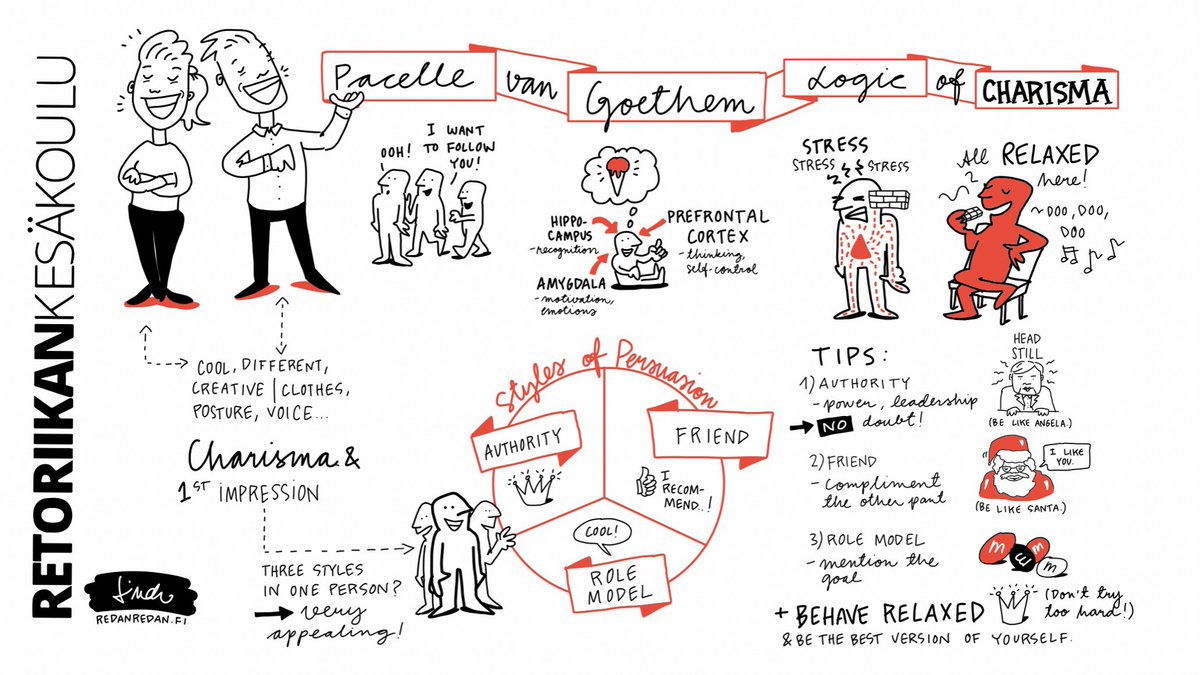 RETORIIKANKESÄKOULU
Pacelle van Goethem Logic of CHARISMA
OOH!
I WANT
TO FOLLOW
YOU!
HIPPO-
CAMPUS
-recognition
AMYGDALA
-motivation,
emotions
PREFRONTAL
CORTEX
-thinking,
self-control
STRESS
STRESS
STRESS
All RELAXED
here!
~DOO, DOO,
DOO
COOL, DIFFERENT,
CREATIVE | CLOTHES,
POSTURE, VOICE...
Charisma &
1ST IMPRESSION
THREE STYLES
IN ONE PERSON?
→ very
appealing!
Styles of Persuasion
AUTHORITY
FRIEND
I
RECOM-
MEND..!
COOL!
ROLE
MODEL
TIPS:
1) AUTHORITY
- power, leadership
→ NO doubt!
HEAD
STILL
(BE LIKE ANGELA.)
2) FRIEND
- compliment
the other part
I LIKE
YOU.
(BE LIKE SANTA.)
3) ROLE MODEL
- mention the
goal
m m m
+ BEHAVE RELAXED
(Don't try
too hard!)
& BE THE BEST VERSION OF YOURSELF.
REDANREDAN.FI